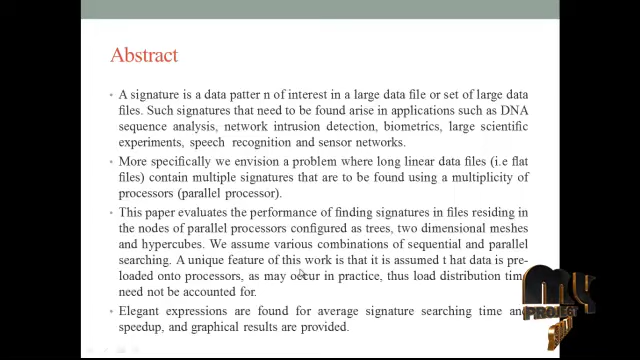 Abstract
• A signature is a data patter n of interest in a large data file or set of large data
files. Such signatures that need to be found arise in applications such as DNA
sequence analysis, network intrusion detection, biometrics, large scientific
experiments, speech recognition and sensor networks.
• More specifically we envision a problem where long linear data files (i.e flat
files) contain multiple signatures that are to be found using a multiplicity of
processors (parallel processor).
• This paper evaluates the performance of finding signatures in files residing in
the nodes of parallel processors configured as trees, two dimensional meshes
and hypercubes. We assume various combinations of sequential and parallel
searching. A unique feature of this work is that it is assumed t hat data is pre-
loaded onto processors, as may occur in practice, thus load distribution tim
need not be accounted for.
• Elegant expressions are found for average signature searching time an
speedup, and graphical results are provided.
PROJECT